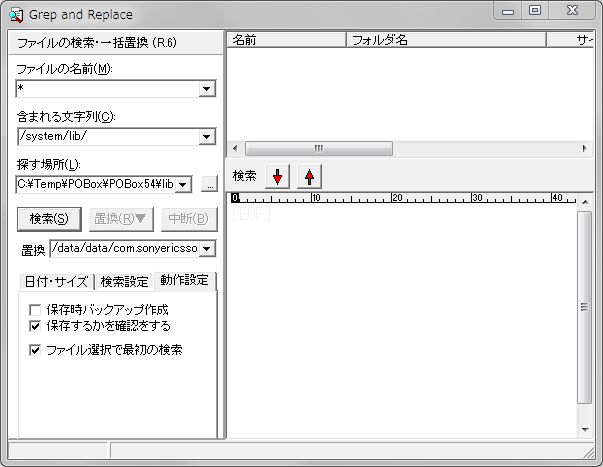 Grep and Replace
ファイルの検索・一括置換 (R.6)
ファイルの名前(M):
*
含まれる文字列(C):
/system/lib/
探す場所(L):
C:¥Temp¥POBox¥POBox54¥lib
...
検索(S) 置換(R)▼ 中断(B)
置換 /data/data/com.sonyericsso
日付・サイズ 検索設定 動作設定
保存時バックアップ作成
保存するかを確認をする
ファイル選択で最初の検索
名前 フォルダ名 サイ
検索
0 10 20 30 40
[EOF]